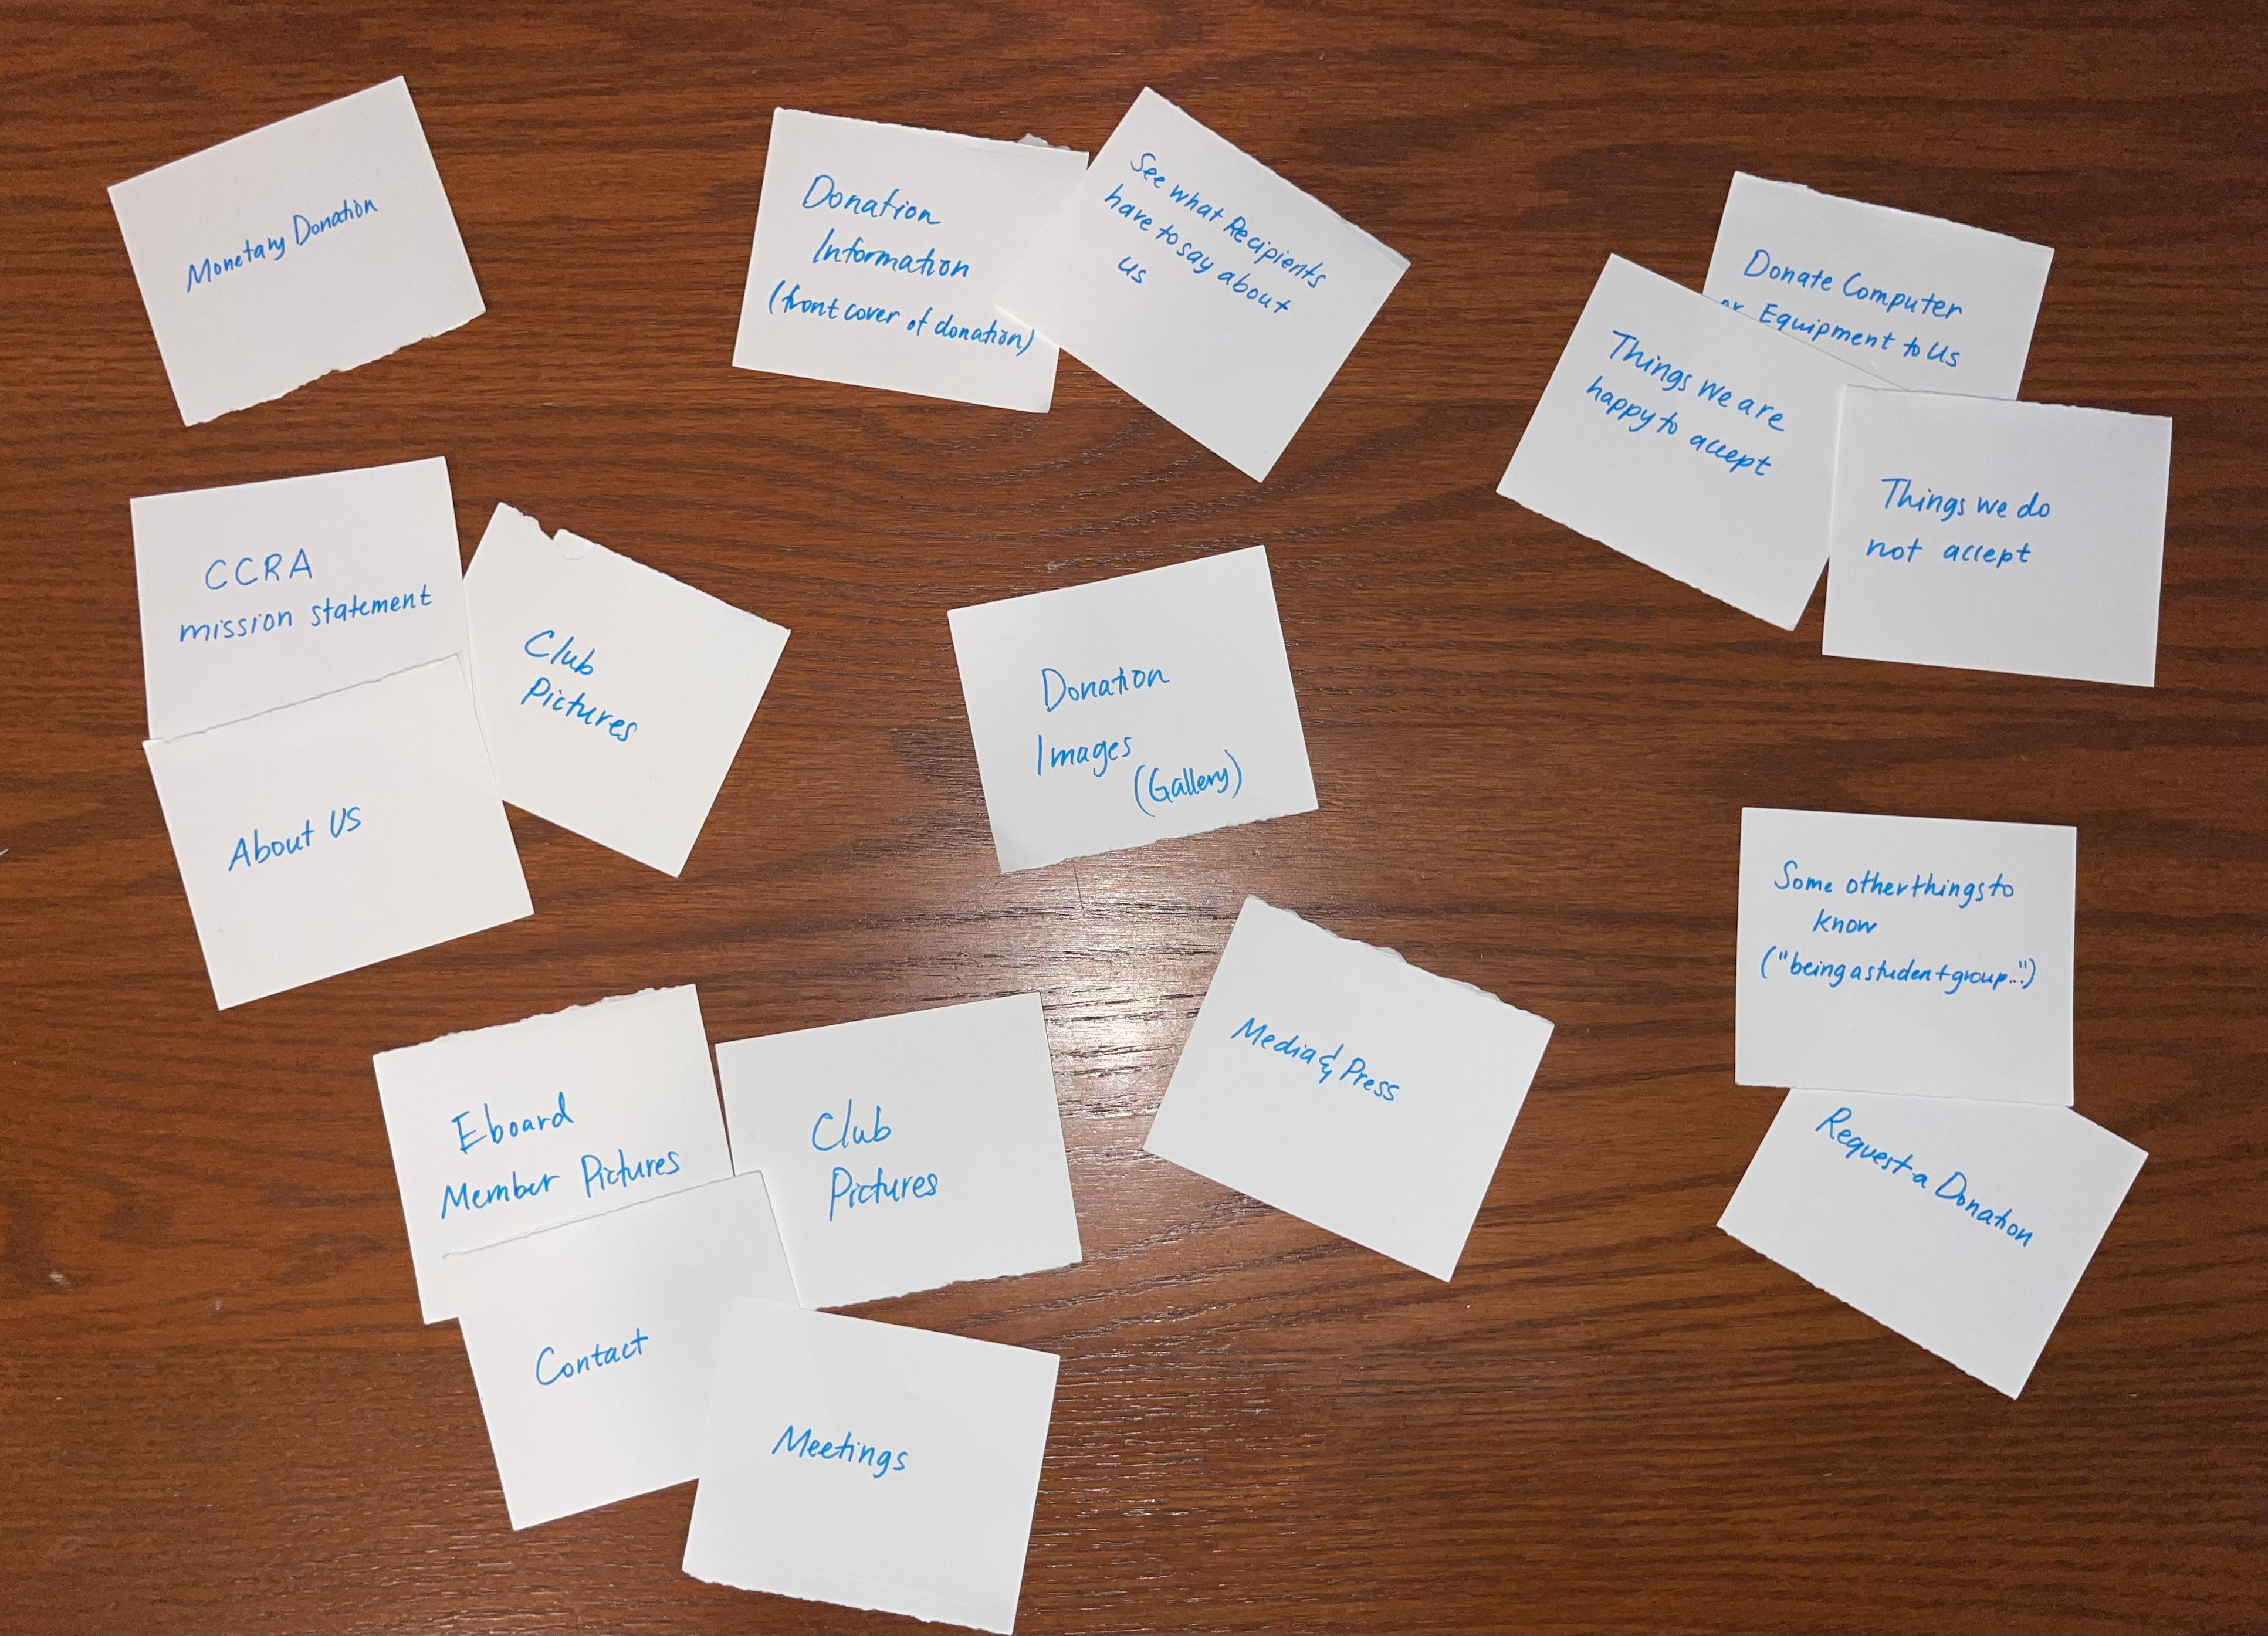 Monetary Donation
Donation
Information
(front cover of donation)
See what Recipients
have to say about
us
Donate Computer
or Equipment to Us
Things We are
happy to accept
Things we do
not accept
CCRA
mission statement
Club
Pictures
About US
Donation
Images
(Gallery)
Some other things to
know
("being a student group...")
Request a Donation
Media & Press
Eboard
Member Pictures
Club
Pictures
Contact
Meetings